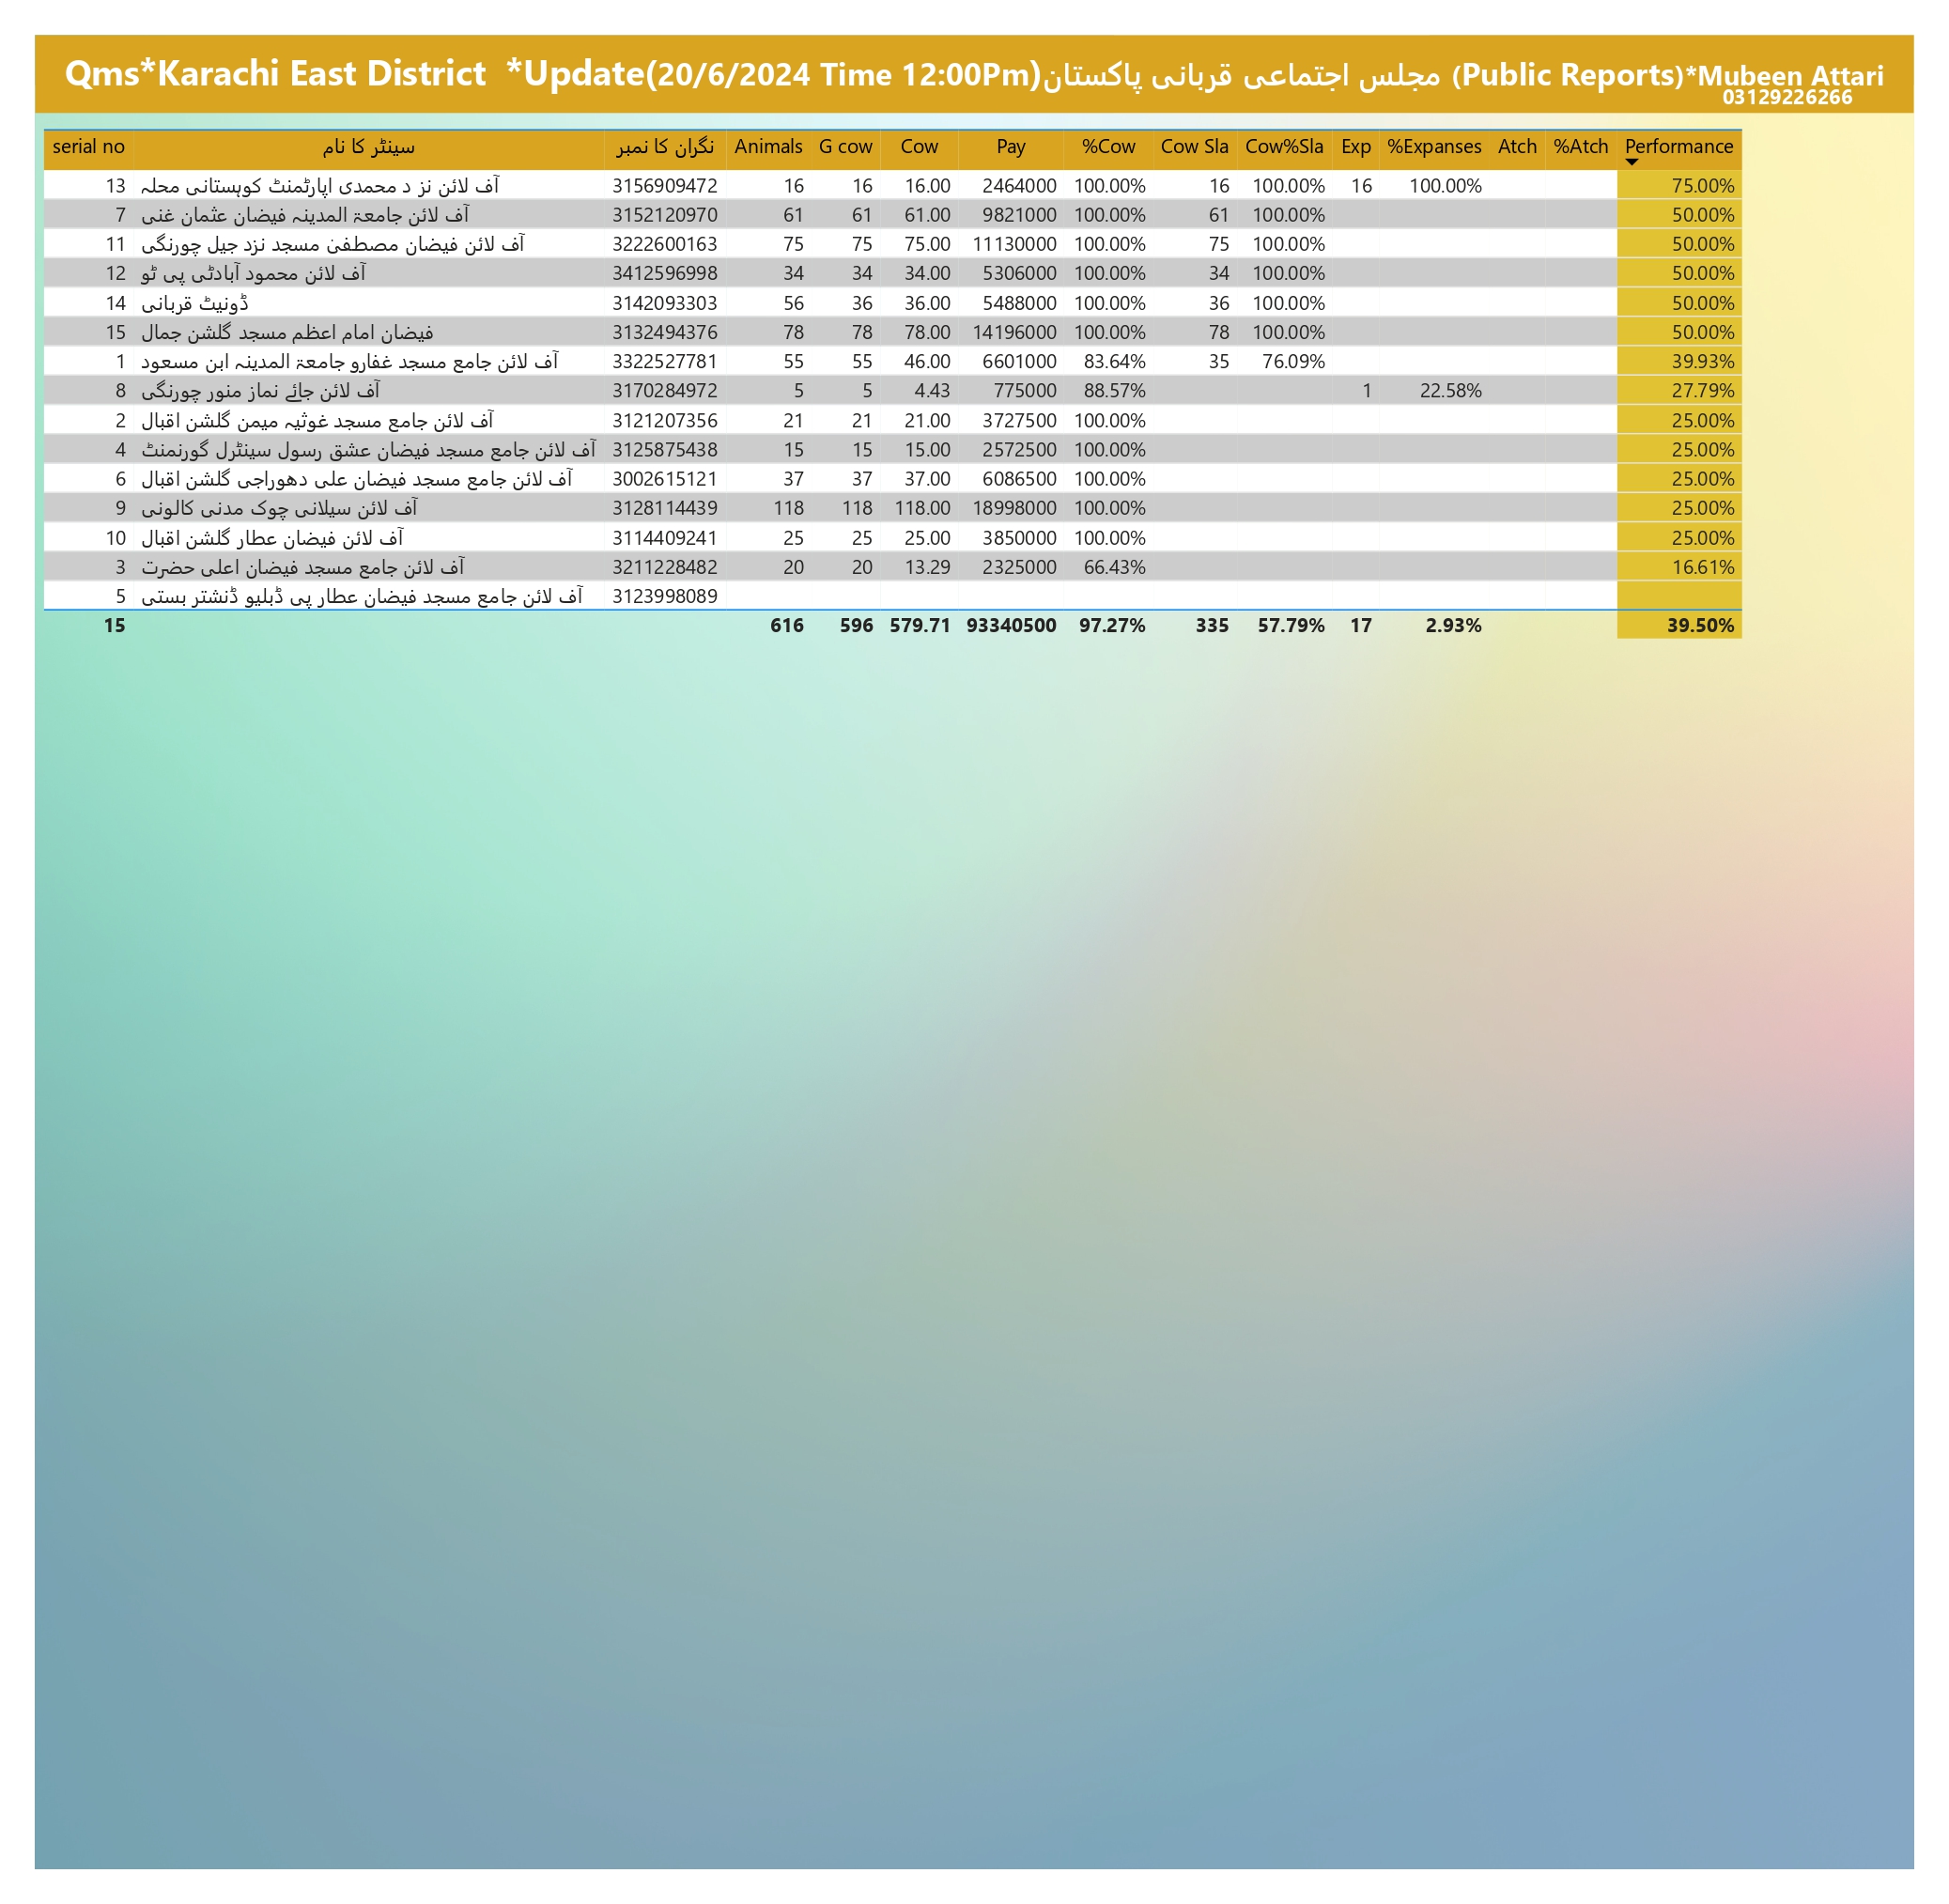 Qms*Karachi East District *Update(20/6/2024 Time 12:00Pm)مجلس اجتماعی قربانی پاکستان (Public Reports)*Mubeen Attari
03129226266
serial no سینٹر کا نام نگران کا نمبر Animals G cow Cow Pay %Cow Cow Sla Cow%Sla Exp %Expanses Atch %Atch Performance
13 آف لائن نز د محمدی اپارٹمنٹ کوہستانی محلہ 3156909472 16 16 16.00 2464000 100.00% 16 100.00% 16 100.00% 75.00%
7 آف لائن جامعۃ المدینہ فیضان عثمان غنی 3152120970 61 61 61.00 9821000 100.00% 61 100.00% 50.00%
11 آف لائن فیضان مصطفیٰ مسجد نزد جیل چورنگی 3222600163 75 75 75.00 11130000 100.00% 75 100.00% 50.00%
12 آف لائن محمود آبادٹی پی ٹو 3412596998 34 34 34.00 5306000 100.00% 34 100.00% 50.00%
14 ڈونیٹ قربانی 3142093303 56 36 36.00 5488000 100.00% 36 100.00% 50.00%
15 فیضان امام اعظم مسجد گلشن جمال 3132494376 78 78 78.00 14196000 100.00% 78 100.00% 50.00%
1 آف لائن جامع مسجد غفارو جامعۃ المدینہ ابن مسعود 3322527781 55 55 46.00 6601000 83.64% 35 76.09% 39.93%
8 آف لائن جائے نماز منور چورنگی 3170284972 5 5 4.43 775000 88.57% 1 22.58% 27.79%
2 آف لائن جامع مسجد غوثیہ میمن گلشن اقبال 3121207356 21 21 21.00 3727500 100.00% 25.00%
4 آف لائن جامع مسجد فیضان عشق رسول سینٹرل گورنمنٹ 3125875438 15 15 15.00 2572500 100.00% 25.00%
6 آف لائن جامع مسجد فیضان علی دھوراجی گلشن اقبال 3002615121 37 37 37.00 6086500 100.00% 25.00%
9 آف لائن سیلانی چوک مدنی کالونی 3128114439 118 118 118.00 18998000 100.00% 25.00%
10 آف لائن فیضان عطار گلشن اقبال 3114409241 25 25 25.00 3850000 100.00% 25.00%
3 آف لائن جامع مسجد فیضان اعلی حضرت 3211228482 20 20 13.29 2325000 66.43% 16.61%
5 آف لائن جامع مسجد فیضان عطار پی ڈبلیو ڈنشتر بستی 3123998089
15 616 596 579.71 93340500 97.27% 335 57.79% 17 2.93% 39.50%